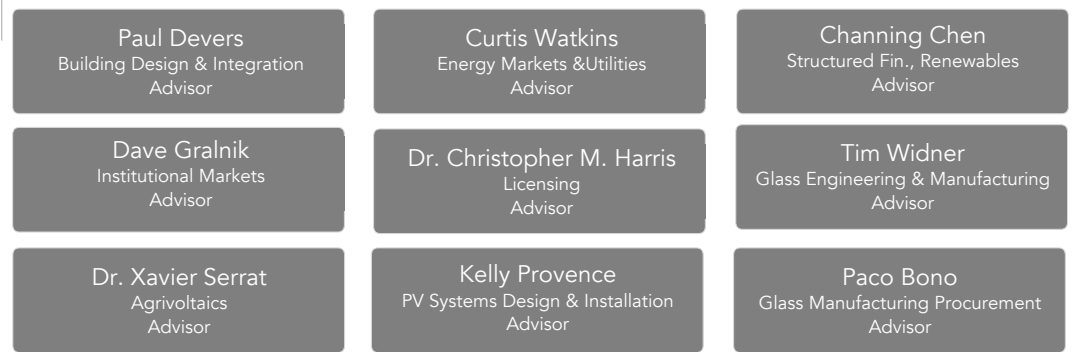 Paul Devers
Building Design & Integration
Advisor
Curtis Watkins
Energy Markets &Utilities
Advisor
Channing Chen
Structured Fin., Renewables
Advisor
Dave Gralnik
Institutional Markets
Advisor
Dr. Christopher M. Harris
Licensing
Advisor
Tim Widner
Glass Engineering & Manufacturing
Advisor
Dr. Xavier Serrat
Agrivoltaics
Advisor
Kelly Provence
PV Systems Design & Installation
Advisor
Paco Bono
Glass Manufacturing Procurement
Advisor